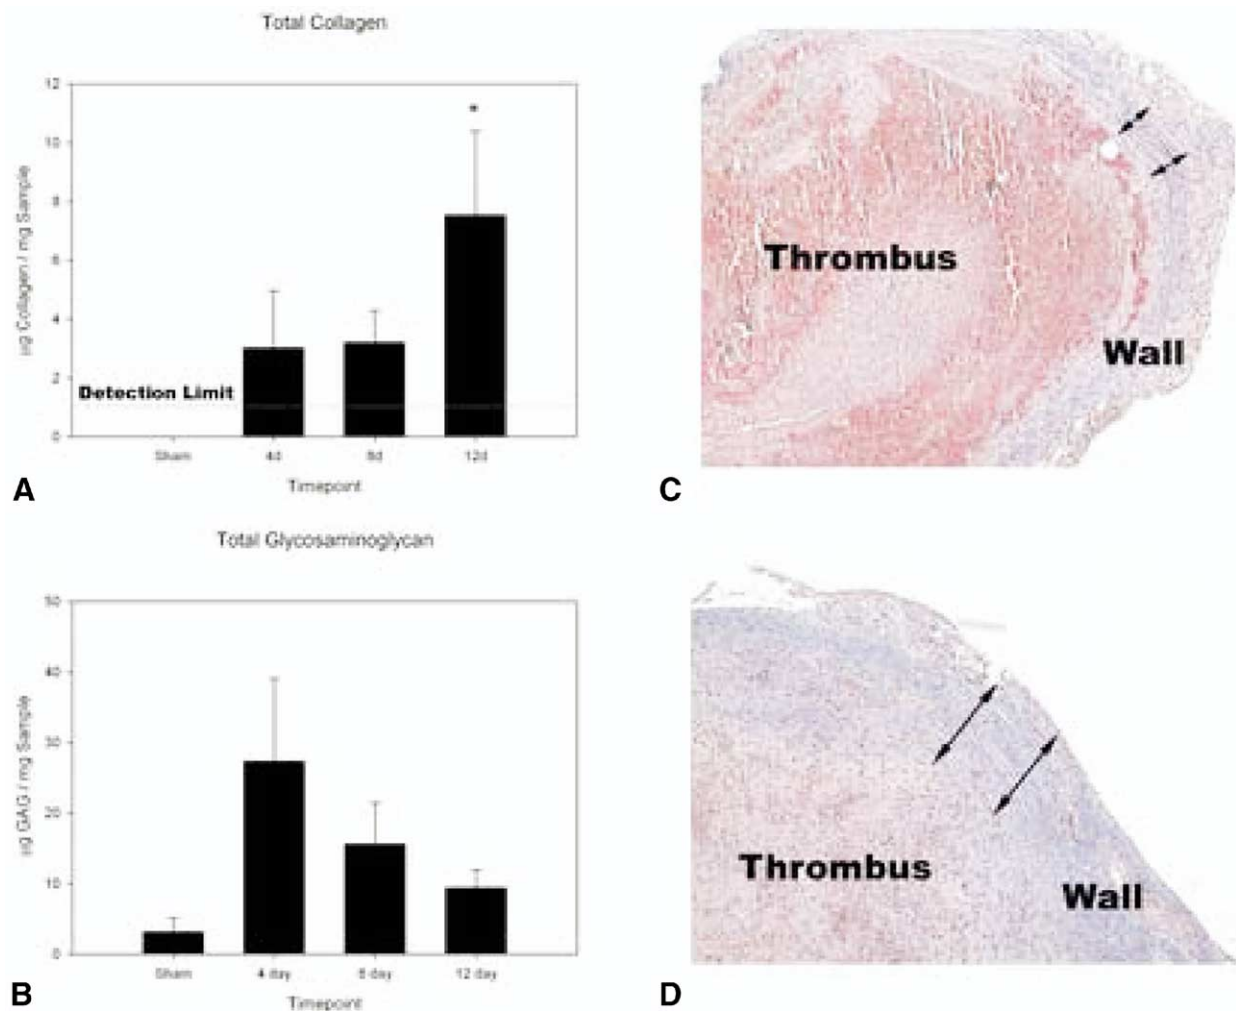 Total Collagen
12
10
8
6
4
2
0
µg Collagen / mg Sample
*
Detection Limit
Sham
4d
8d
12d
Timepoint
A
Thrombus
Wall
C
Total Glycosaminoglycan
50
40
30
20
10
0
µg GAG / mg Sample
Sham
4 day
8 day
12 day
Timepoint
B
Thrombus
Wall
D